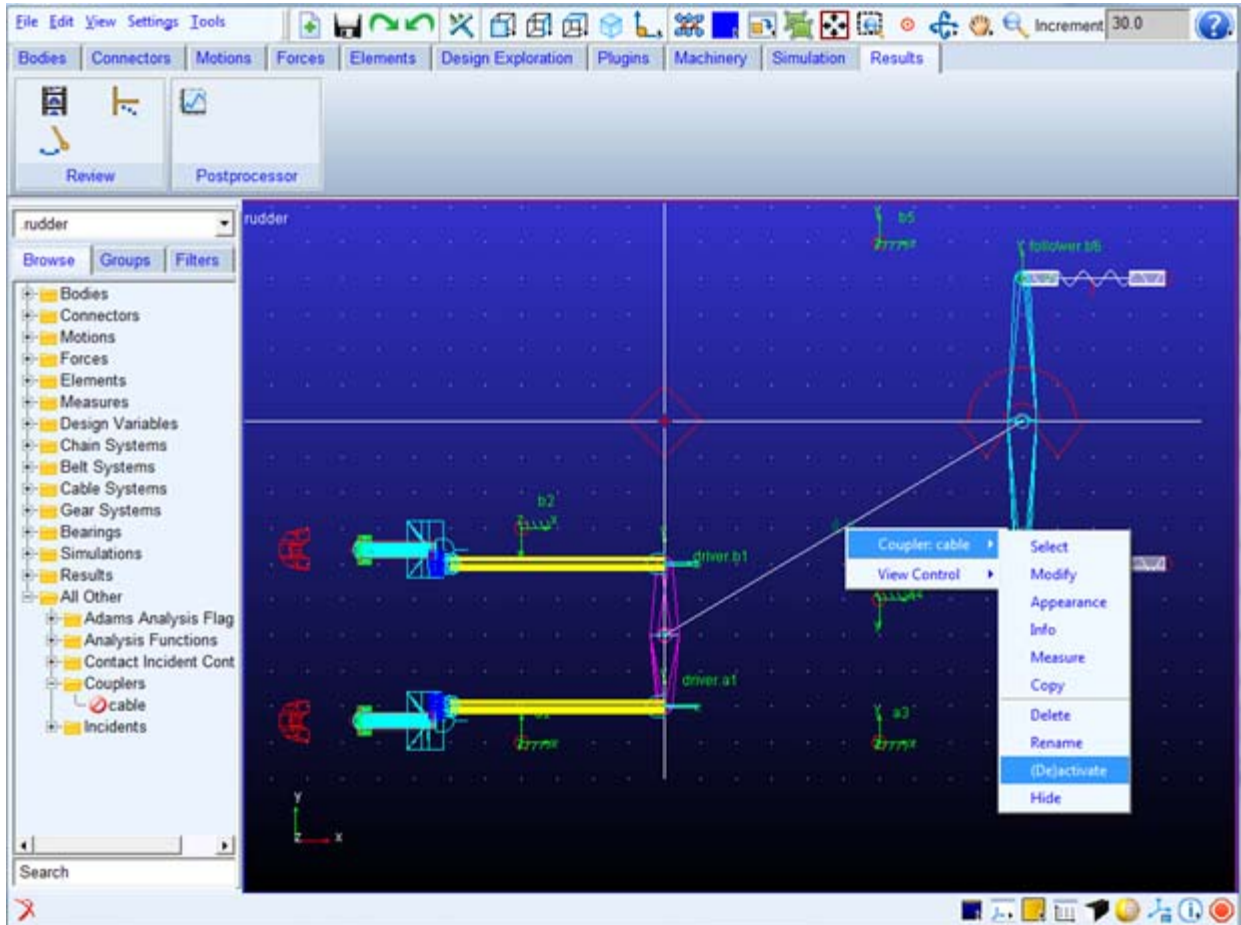 File Edit View Settings Tools
Increment 30.0
Bodies Connectors Motions Forces Elements Design Exploration Plugins Machinery Simulation Results
Review
Postprocessor
.rudder
Browse Groups Filters
Bodies
Connectors
Motions
Forces
Elements
Measures
Design Variables
Chain Systems
Belt Systems
Cable Systems
Gear Systems
Bearings
Simulations
Results
All Other
Adams Analysis Flag
Analysis Functions
Contact Incident Cont
Couplers
cable
Incidents
Search
rudder
b5
follower.b6
b2
driver.b1
driver.a1
a3
Coupler: cable
View Control
Select
Modify
Appearance
Info
Measure
Copy
Delete
Rename
(De)activate
Hide
Y
z x